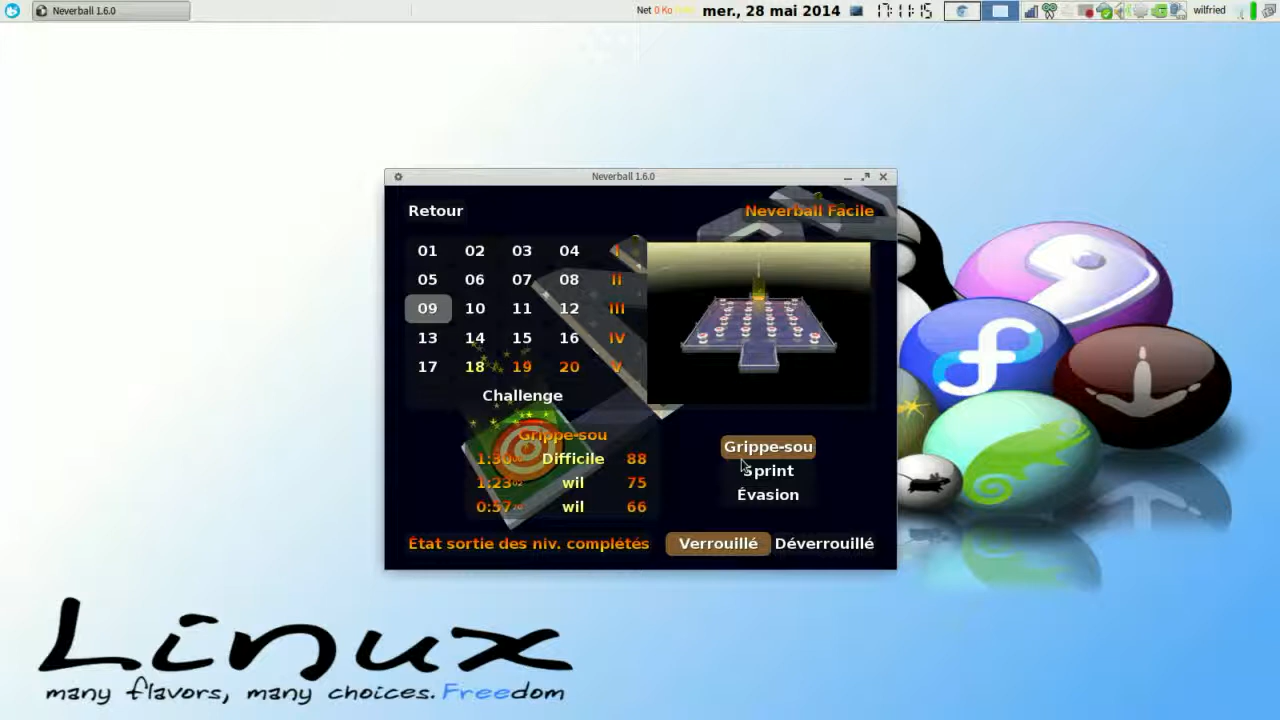 Neverball 1.6.0
Net 0 Ko
mer., 28 mai 2014
17:11:15
wilfried
Neverball 1.6.0
Retour
Neverball Facile
01 02 03 04 I
05 06 07 08 II
09 10 11 12 III
13 14 15 16 IV
17 18 19 20 V
Challenge
Grippe-sou
1:30 Difficile 88
1:23 wil 75
0:57 wil 66
Grippe-sou
Sprint
Évasion
État sortie des niv. complétés
Verrouillé Déverrouillé
Linux
many flavors, many choices. Freedom